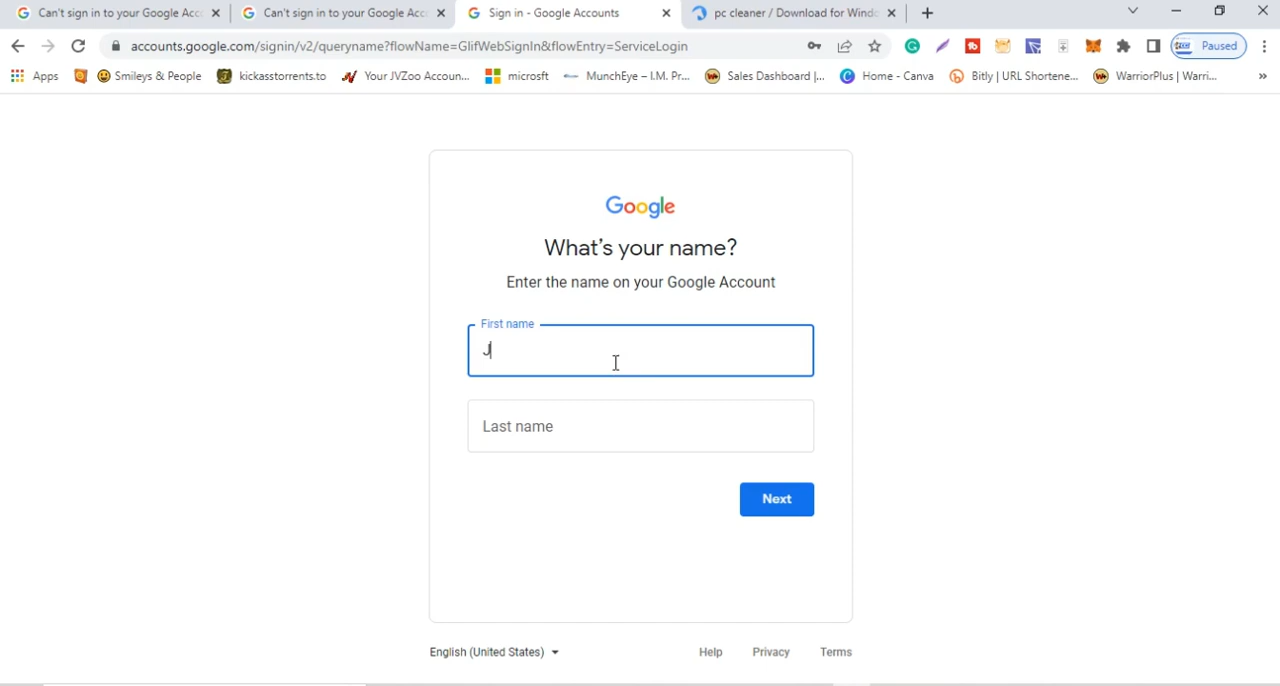 Can't sign in to your Google Acc
Can't sign in to your Google Acc
Sign in - Google Accounts
pc cleaner / Download for Windo
accounts.google.com/signin/v2/queryname?flowName=GlifWebSignIn&flowEntry=ServiceLogin
Paused
Apps
Smileys & People
kickasstorrents.to
Your JVZoo Accoun...
microsft
MunchEye – I.M. Pr...
Sales Dashboard |...
Home - Canva
Bitly | URL Shortene...
WarriorPlus | Warri...
»
Google
What's your name?
Enter the name on your Google Account
First name
J
Last name
Next
English (United States)
Help
Privacy
Terms